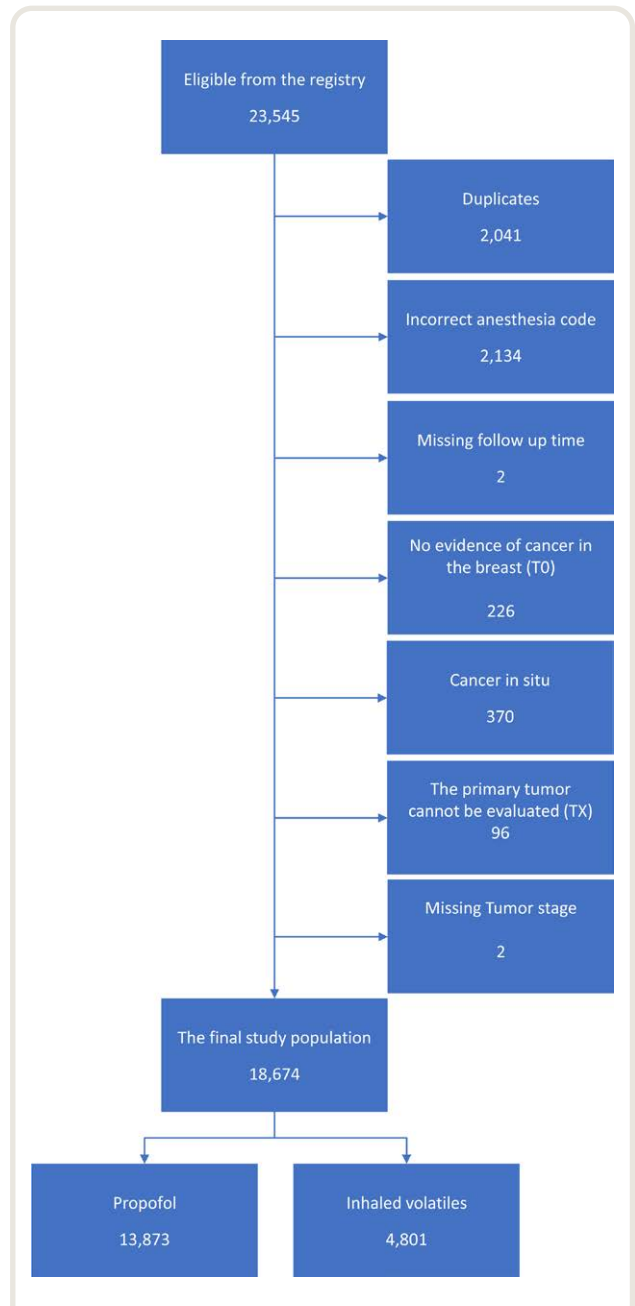 Eligible from the registry
23,545
Duplicates
2,041
Incorrect anesthesia code
2,134
Missing follow up time
2
No evidence of cancer in
the breast (T0)
226
Cancer in situ
370
The primary tumor
cannot be evaluated (TX)
96
Missing Tumor stage
2
The final study population
18,674
Propofol
13,873
Inhaled volatiles
4,801